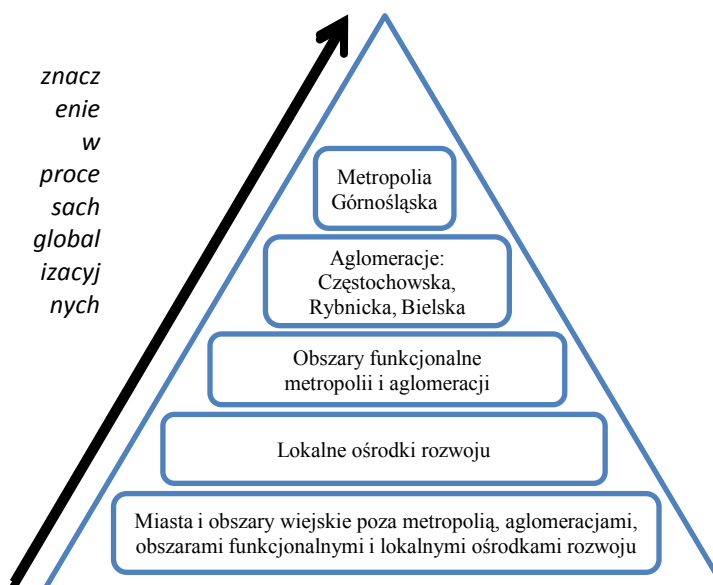 znacz
enie
w
proce
sach
global
izacyj
nych
Metropolia
Górnośląska
Aglomeracje:
Częstochowska,
Rybnicka, Bielska
Obszary funkcjonalne
metropolii i aglomeracji
Lokalne ośrodki rozwoju
Miasta i obszary wiejskie poza metropolią, aglomeracjami,
obszarami funkcjonalnymi i lokalnymi ośrodkami rozwoju